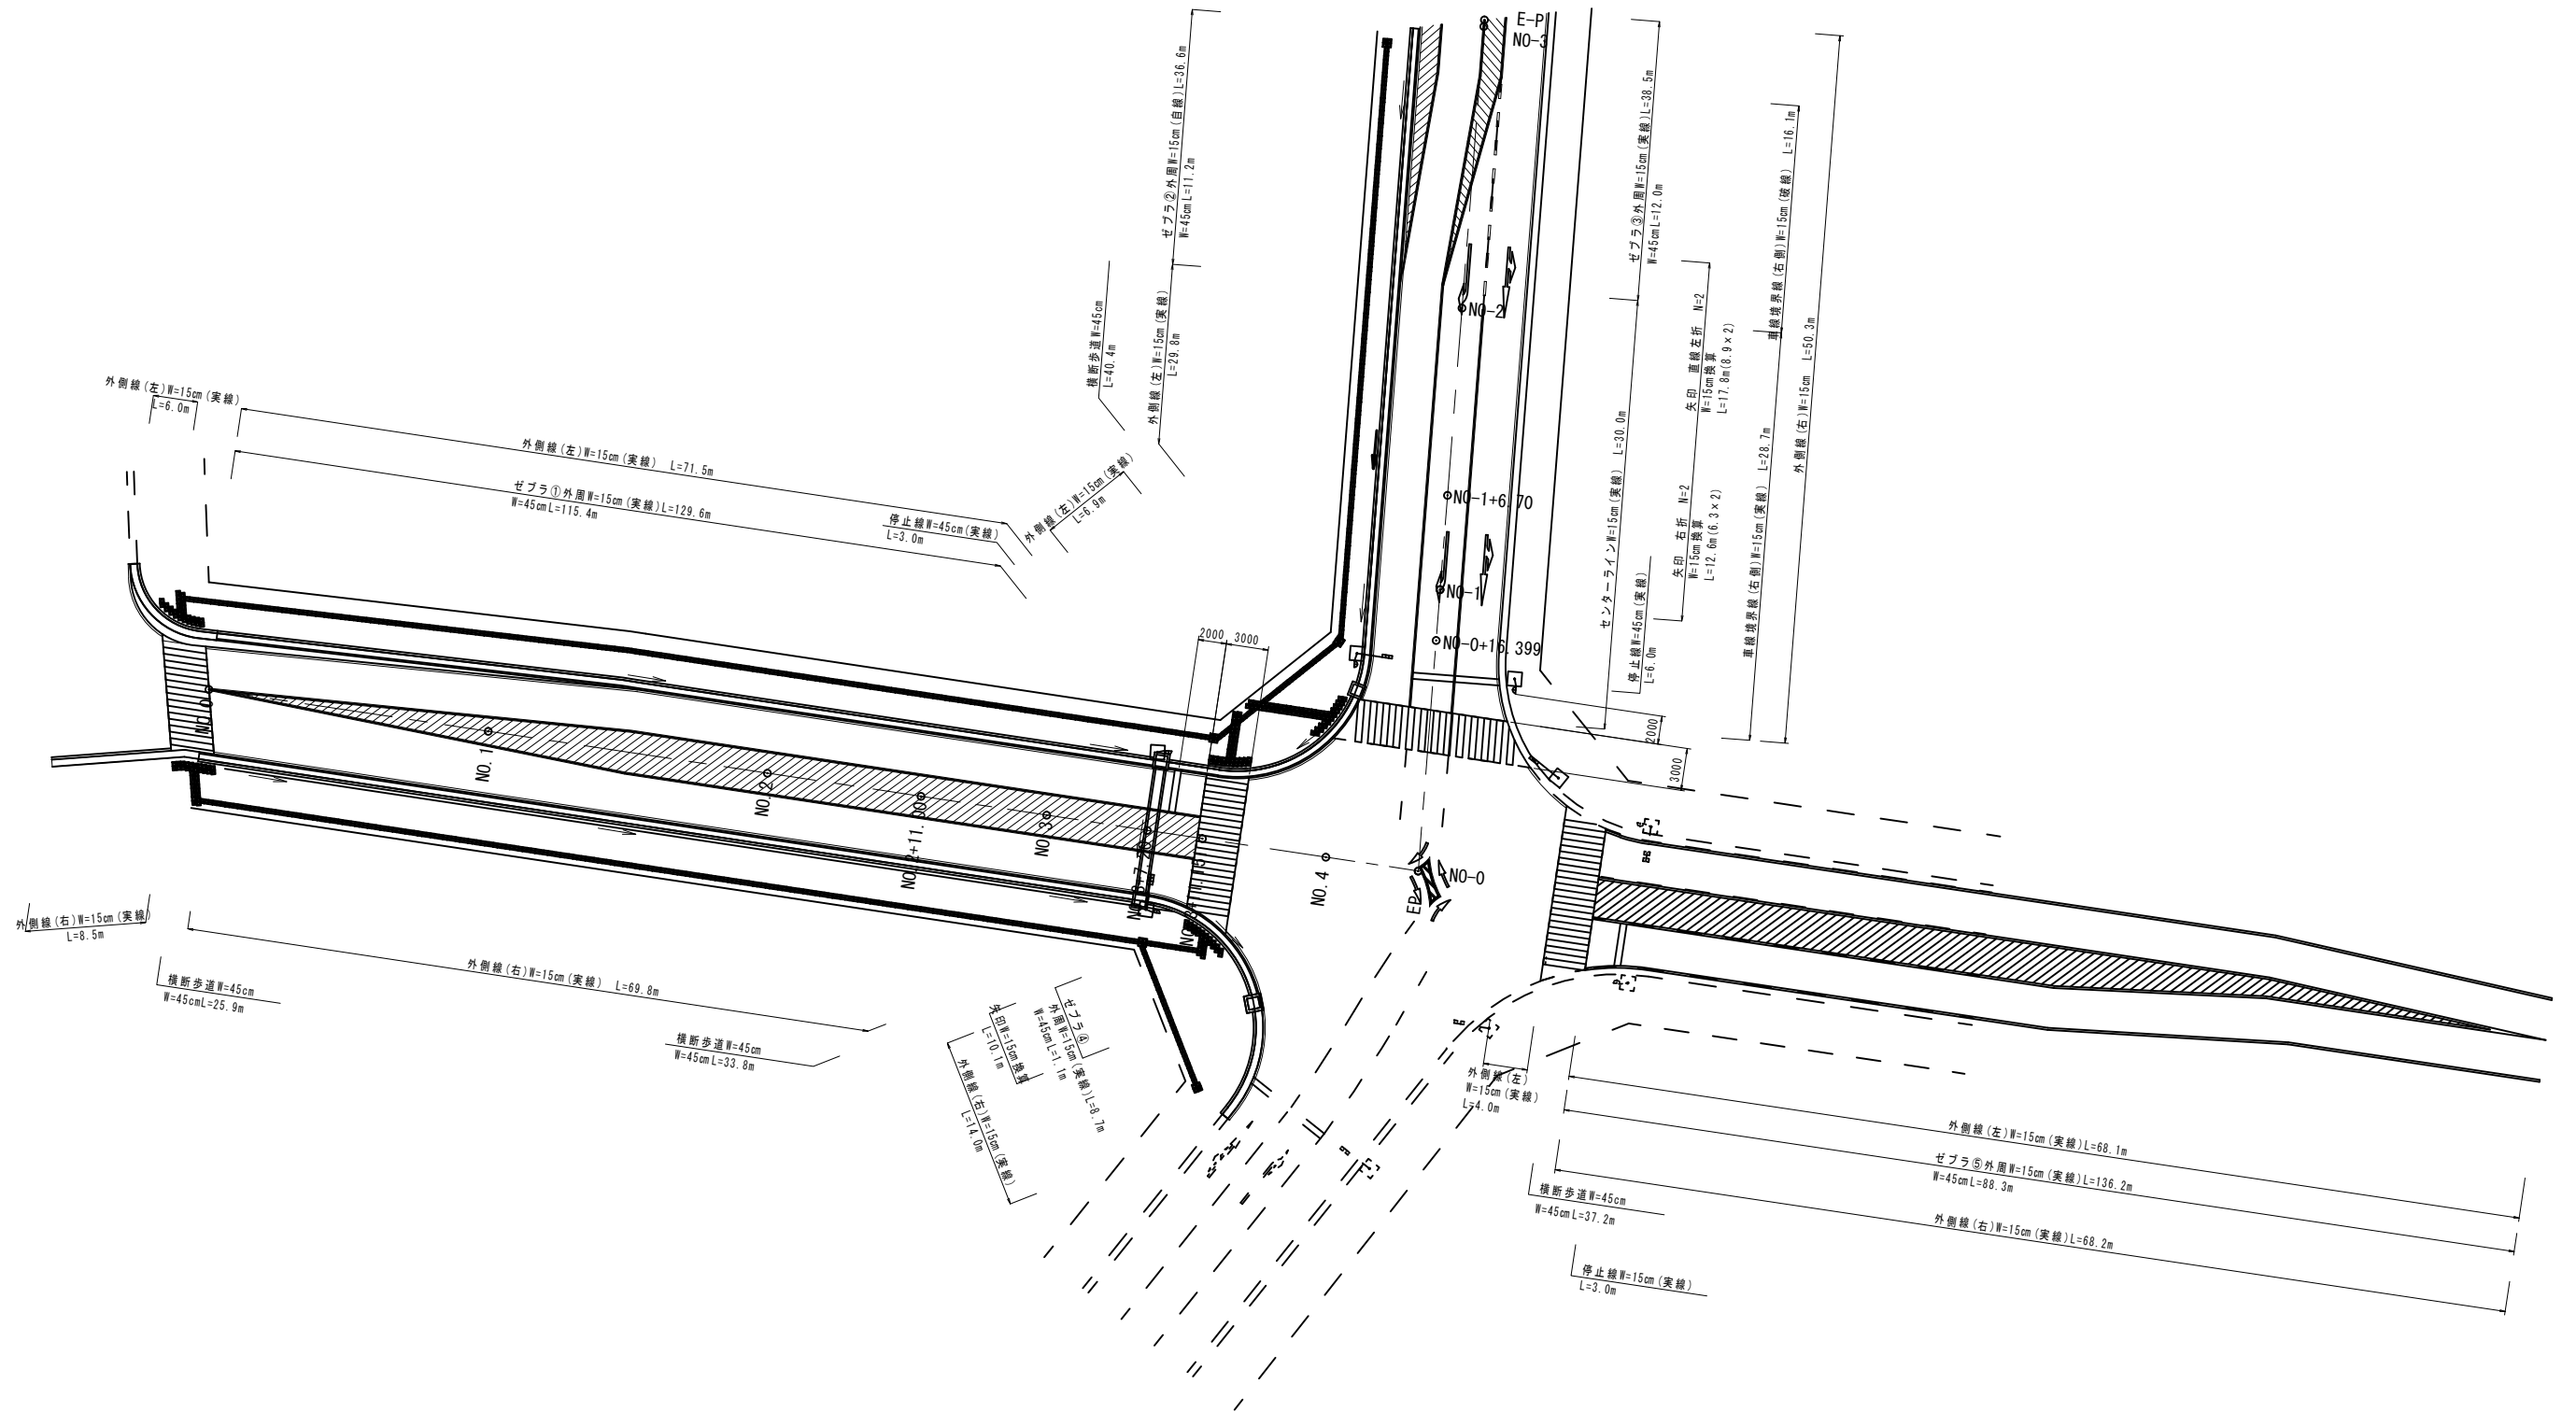 E-P
NO-3
ゼブラ②外周W=15cm(自線)L=36.6m
W=45cmL=11.2m
ゼブラ③外周W=15cm(実線)L=38.5m
W=45cmL=12.0m
車線境界線(右側)W=15cm(破線) L=16.1m
外側線(右)W=15cm L=50.3m
横断歩道W=45cm
L=40.4m
外側線(左)W=15cm(実線)
L=29.8m
NO-2
矢印 直線左折 N=2
W=15cm換算
L=17.8m(8.9×2)
外側線(左)W=15cm(実線)
L=6.0m
外側線(左)W=15cm(実線) L=71.5m
ゼブラ①外周W=15cm(実線)L=129.6m
W=45cmL=115.4m
停止線W=45cm(実線)
L=3.0m
外側線(左)W=15cm(実線)
L=6.9m
NO-1+6.70
センターラインW=15cm(実線) L=30.0m
矢印 右折 N=2
W=15cm換算
L=12.6m(6.3×2)
車線境界線(右側)W=15cm(実線) L=28.7m
停止線W=45cm(実線)
L=6.0m
NO-1
NO-0+16.399
2000
3000
2000
3000
NO.0
NO.1
NO.2
NO.2+11.00
NO.3
NO.4
EP
NO-0
外側線(右)W=15cm(実線)
L=8.5m
外側線(右)W=15cm(実線) L=69.8m
横断歩道W=45cm
W=45cmL=25.9m
横断歩道W=45cm
W=45cmL=33.8m
外側線(右)W=15cm(実線)
L=14.0m
矢印W=15cm換算
L=10.1m
ゼブラ④
外周W=15cm(実線)L=8.7m
W=45cmL=1.1m
外側線(左)
W=15cm(実線)
L=4.0m
外側線(左)W=15cm(実線)L=68.1m
ゼブラ⑤外周W=15cm(実線)L=136.2m
W=45cmL=88.3m
外側線(右)W=15cm(実線)L=68.2m
横断歩道W=45cm
W=45cmL=37.2m
停止線W=15cm(実線)
L=3.0m